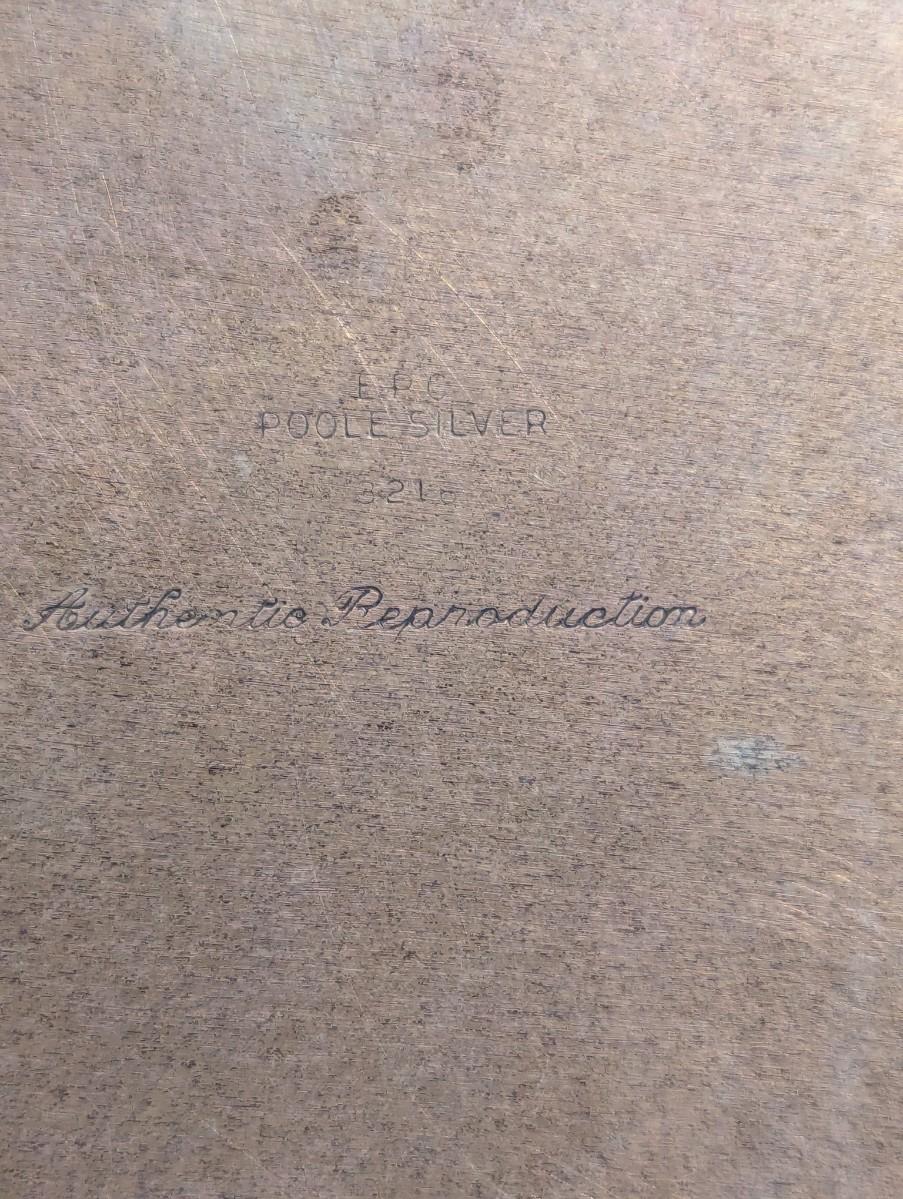 E.P.C.
POOLE SILVER
Authentic Reproduction